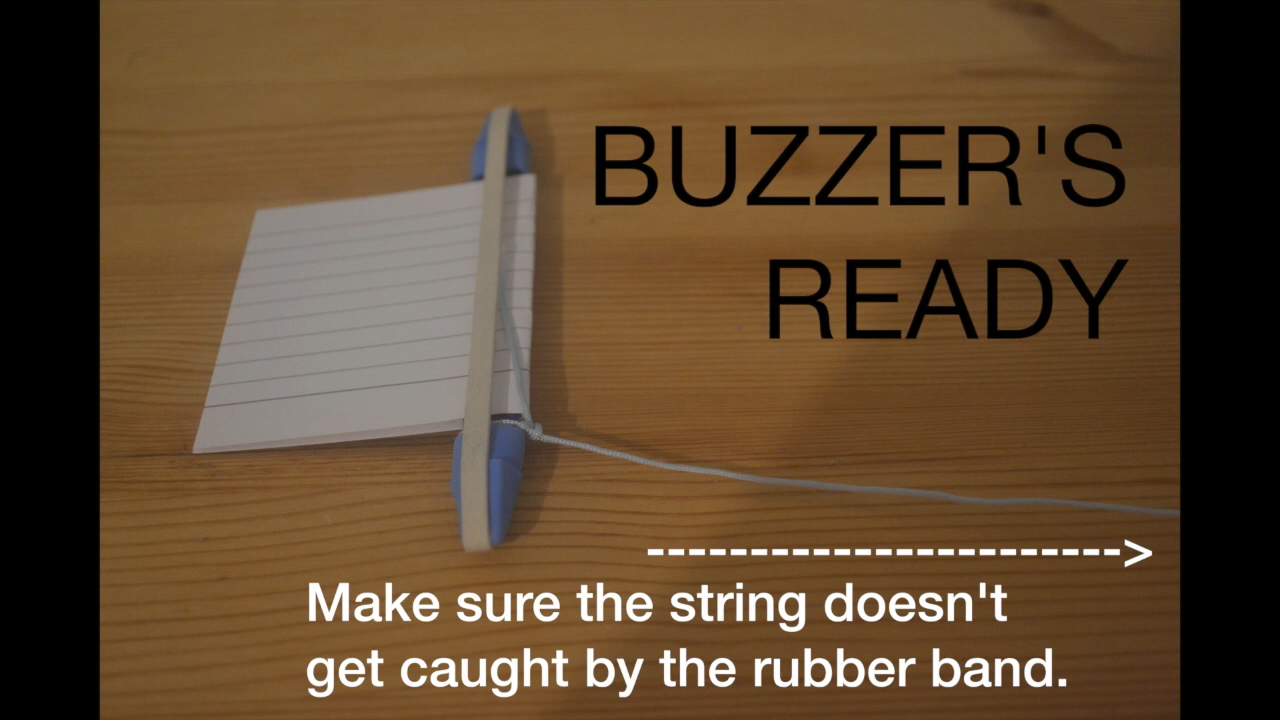 BUZZER'S
READY
----------------------->
Make sure the string doesn't
get caught by the rubber band.